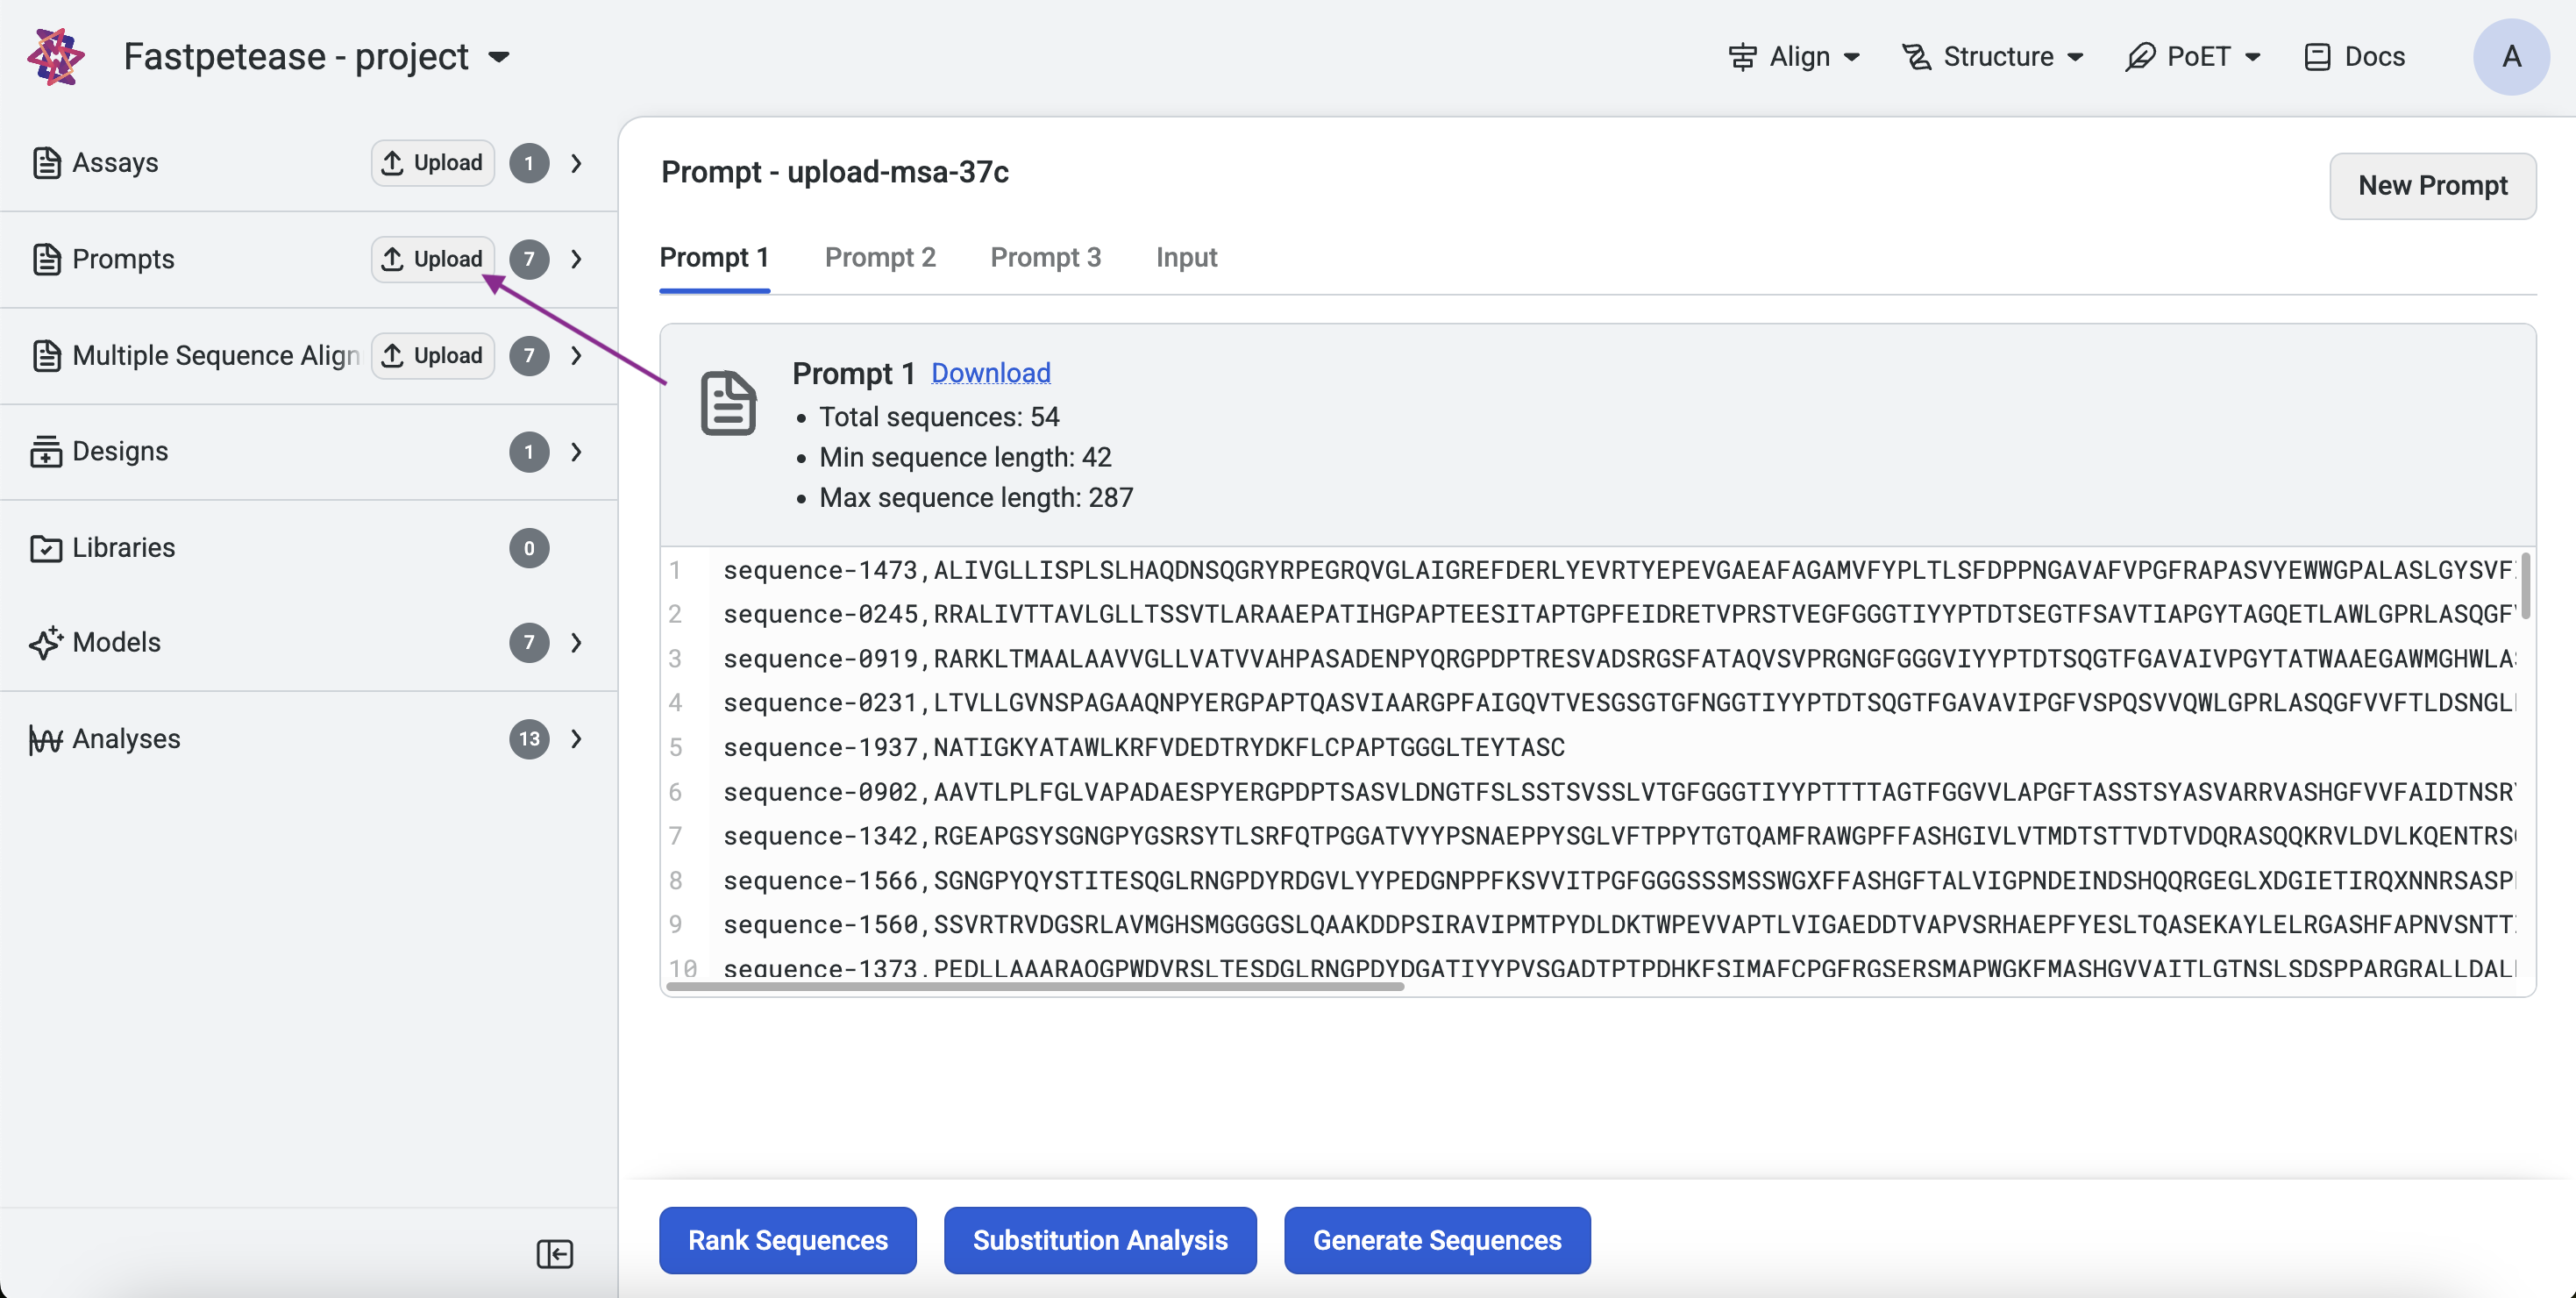 Fastpetease - project
Align
Structure
PoET
Docs
A
Assays
Upload
1
Prompts
Upload
7
Multiple Sequence Align
Upload
7
Designs
1
Libraries
0
Models
7
Analyses
13
Prompt - upload-msa-37c
New Prompt
Prompt 1
Prompt 2
Prompt 3
Input
Prompt 1 Download
• Total sequences: 54
• Min sequence length: 42
• Max sequence length: 287
1 sequence-1473,ALIVGLLISPLSLHAQDNSQGRYRPEGRQVGLAIGREFDERLYEVRTYEPEVGAEAFAGAMVFYPLTLSFDPPNGAVAFVPGFRAPASVYEWWGPALASLGYSVF
2 sequence-0245,RRALIVTTAVLGLLTSSVTLARAAEPATIHGPAPTEESITAPTGPFEIDRETVPRSTVEGFGGGTIYYPTDTSEGTFSAVTIAPGYTAGQETLAWLGPRLASQGF
3 sequence-0919,RARKLTMAALAAVVGLLVATVVAHPASADENPYQRGPDPTRESVADSRGSFATAQVSVPRGNGFGGGVIYYPTDTSQGTFGAVAIVPGYTATWAAEGAWMGHWLA
4 sequence-0231,LTVLLGVNSPAGAAQNPYERGPAPTQASVIAARGPFAIGQVTVESGSGTGFNGGTIYYPTDTSQGTFGAVAVIPGFVSPQSVVQWLGPRLASQGFVVFTLDSNGL
5 sequence-1937,NATIGKYATAWLKRFVDEDTRYDKFLCPAPTGGGLTEYTASC
6 sequence-0902,AAVTLPLFGLVAPADAESPYERGPDPTSASVLDNGTFSLSSTSVSSLVTGFGGGTIYYPTTTTAGTFGGVVLAPGFTASSTSYASVARRVASHGFVVFAIDTNSR
7 sequence-1342,RGEAPGSYSGNGPYGSRSYTLSRFQTPGGATVYYPSNAEPPYSGLVFTPPYTGTQAMFRAWGPFFASHGIVLVTMDTSTTVDTVDQRASQQKRVLDVLKQENTRS
8 sequence-1566,SGNGPYQYSTITESQGLRNGPDYRDGVLYYPEDGNPPFKSVVITPGFGGGSSSMSSWGXFFASHGFTALVIGPNDEINDSHQQRGEGLXDGIETIRQXNNRSASP
9 sequence-1560,SSVRTRVDGSRLAVMGHSMGGGGSLQAAKDDPSIRAVIPMTPYDLDKTWPEVVAPTLVIGAEDDTVAPVSRHAEPFYESLTQASEKAYLELRGASHFAPNVSNTT
10 sequence-1373,PEDLLAAARAQGPWDVRSLTESDGLRNGPDYDGATIYYPVSGADTPTPDHKFSIMAFCPGFRGSERSMAPWGKFMASHGVVAITLGTNSLSDSPPARGRALLDAL
Rank Sequences
Substitution Analysis
Generate Sequences